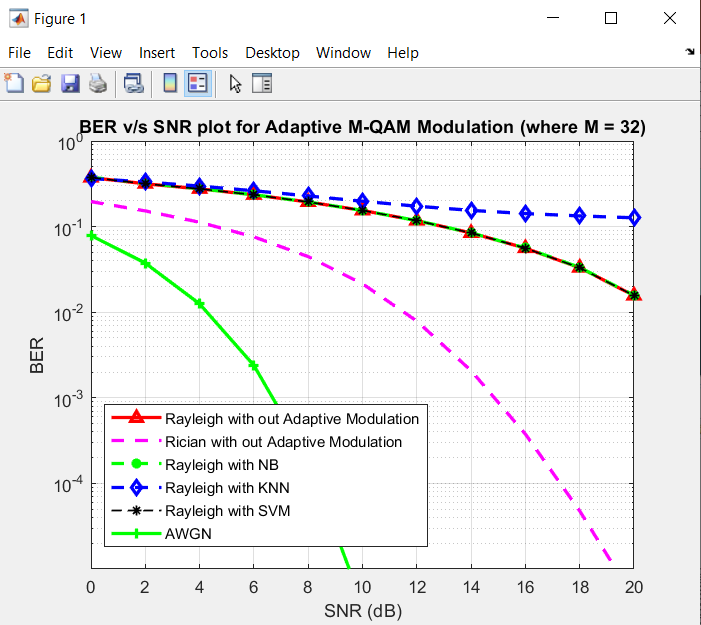 Figure 1
File Edit View Insert Tools Desktop Window Help
BER v/s SNR plot for Adaptive M-QAM Modulation (where M = 32)
10^0
10^-1
10^-2
10^-3
10^-4
BER
Rayleigh with out Adaptive Modulation
Rician with out Adaptive Modulation
Rayleigh with NB
Rayleigh with KNN
Rayleigh with SVM
AWGN
0 2 4 6 8 10 12 14 16 18 20
SNR (dB)